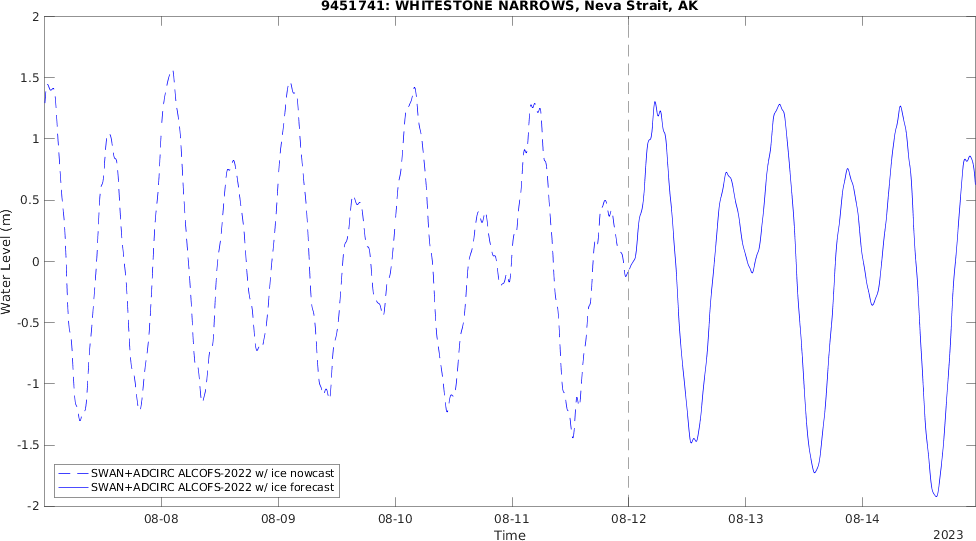 9451741: WHITESTONE NARROWS, Neva Strait, AK
2
1.5
1
0.5
0
-0.5
-1
-1.5
-2
Water Level (m)
SWAN+ADCIRC ALCOFS-2022 w/ ice nowcast
SWAN+ADCIRC ALCOFS-2022 w/ ice forecast
08-08 08-09 08-10 08-11 08-12 08-13 08-14
Time
2023